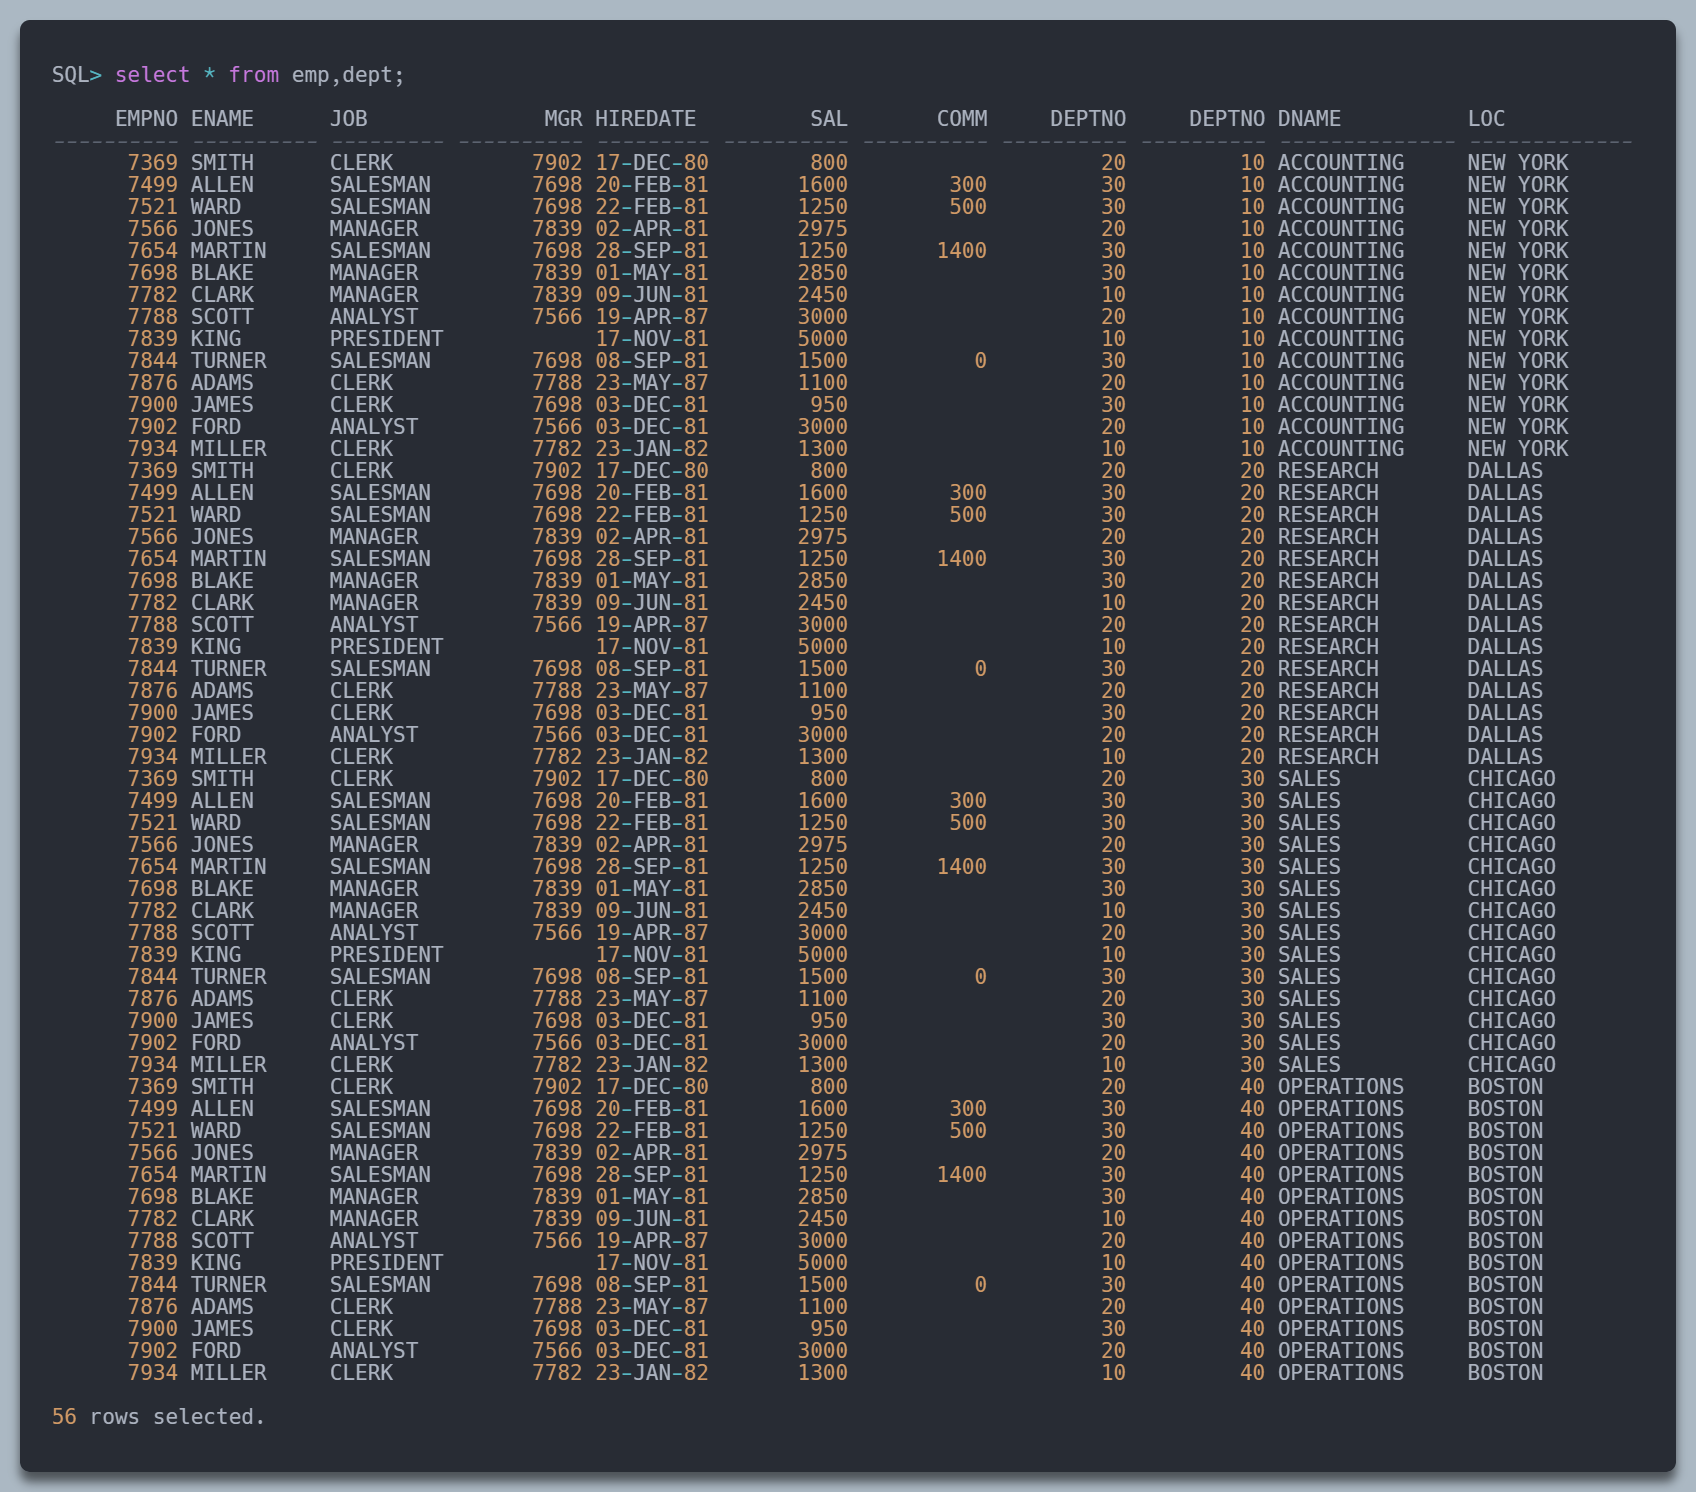 SQL> select * from emp,dept;
     EMPNO ENAME      JOB              MGR HIREDATE         SAL       COMM     DEPTNO     DEPTNO DNAME          LOC
---------- ---------- --------- ---------- --------- ---------- ---------- ---------- ---------- -------------- -------------
      7369 SMITH      CLERK           7902 17-DEC-80        800                    20         10 ACCOUNTING     NEW YORK
      7499 ALLEN      SALESMAN        7698 20-FEB-81       1600        300         30         10 ACCOUNTING     NEW YORK
      7521 WARD       SALESMAN        7698 22-FEB-81       1250        500         30         10 ACCOUNTING     NEW YORK
      7566 JONES      MANAGER         7839 02-APR-81       2975                    20         10 ACCOUNTING     NEW YORK
      7654 MARTIN     SALESMAN        7698 28-SEP-81       1250       1400         30         10 ACCOUNTING     NEW YORK
      7698 BLAKE      MANAGER         7839 01-MAY-81       2850                    30         10 ACCOUNTING     NEW YORK
      7782 CLARK      MANAGER         7839 09-JUN-81       2450                    10         10 ACCOUNTING     NEW YORK
      7788 SCOTT      ANALYST         7566 19-APR-87       3000                    20         10 ACCOUNTING     NEW YORK
      7839 KING       PRESIDENT            17-NOV-81       5000                    10         10 ACCOUNTING     NEW YORK
      7844 TURNER     SALESMAN        7698 08-SEP-81       1500          0         30         10 ACCOUNTING     NEW YORK
      7876 ADAMS      CLERK           7788 23-MAY-87       1100                    20         10 ACCOUNTING     NEW YORK
      7900 JAMES      CLERK           7698 03-DEC-81        950                    30         10 ACCOUNTING     NEW YORK
      7902 FORD       ANALYST         7566 03-DEC-81       3000                    20         10 ACCOUNTING     NEW YORK
      7934 MILLER     CLERK           7782 23-JAN-82       1300                    10         10 ACCOUNTING     NEW YORK
      7369 SMITH      CLERK           7902 17-DEC-80        800                    20         20 RESEARCH       DALLAS
      7499 ALLEN      SALESMAN        7698 20-FEB-81       1600        300         30         20 RESEARCH       DALLAS
      7521 WARD       SALESMAN        7698 22-FEB-81       1250        500         30         20 RESEARCH       DALLAS
      7566 JONES      MANAGER         7839 02-APR-81       2975                    20         20 RESEARCH       DALLAS
      7654 MARTIN     SALESMAN        7698 28-SEP-81       1250       1400         30         20 RESEARCH       DALLAS
      7698 BLAKE      MANAGER         7839 01-MAY-81       2850                    30         20 RESEARCH       DALLAS
      7782 CLARK      MANAGER         7839 09-JUN-81       2450                    10         20 RESEARCH       DALLAS
      7788 SCOTT      ANALYST         7566 19-APR-87       3000                    20         20 RESEARCH       DALLAS
      7839 KING       PRESIDENT            17-NOV-81       5000                    10         20 RESEARCH       DALLAS
      7844 TURNER     SALESMAN        7698 08-SEP-81       1500          0         30         20 RESEARCH       DALLAS
      7876 ADAMS      CLERK           7788 23-MAY-87       1100                    20         20 RESEARCH       DALLAS
      7900 JAMES      CLERK           7698 03-DEC-81        950                    30         20 RESEARCH       DALLAS
      7902 FORD       ANALYST         7566 03-DEC-81       3000                    20         20 RESEARCH       DALLAS
      7934 MILLER     CLERK           7782 23-JAN-82       1300                    10         20 RESEARCH       DALLAS
      7369 SMITH      CLERK           7902 17-DEC-80        800                    20         30 SALES          CHICAGO
      7499 ALLEN      SALESMAN        7698 20-FEB-81       1600        300         30         30 SALES          CHICAGO
      7521 WARD       SALESMAN        7698 22-FEB-81       1250        500         30         30 SALES          CHICAGO
      7566 JONES      MANAGER         7839 02-APR-81       2975                    20         30 SALES          CHICAGO
      7654 MARTIN     SALESMAN        7698 28-SEP-81       1250       1400         30         30 SALES          CHICAGO
      7698 BLAKE      MANAGER         7839 01-MAY-81       2850                    30         30 SALES          CHICAGO
      7782 CLARK      MANAGER         7839 09-JUN-81       2450                    10         30 SALES          CHICAGO
      7788 SCOTT      ANALYST         7566 19-APR-87       3000                    20         30 SALES          CHICAGO
      7839 KING       PRESIDENT            17-NOV-81       5000                    10         30 SALES          CHICAGO
      7844 TURNER     SALESMAN        7698 08-SEP-81       1500          0         30         30 SALES          CHICAGO
      7876 ADAMS      CLERK           7788 23-MAY-87       1100                    20         30 SALES          CHICAGO
      7900 JAMES      CLERK           7698 03-DEC-81        950                    30         30 SALES          CHICAGO
      7902 FORD       ANALYST         7566 03-DEC-81       3000                    20         30 SALES          CHICAGO
      7934 MILLER     CLERK           7782 23-JAN-82       1300                    10         30 SALES          CHICAGO
      7369 SMITH      CLERK           7902 17-DEC-80        800                    20         40 OPERATIONS     BOSTON
      7499 ALLEN      SALESMAN        7698 20-FEB-81       1600        300         30         40 OPERATIONS     BOSTON
      7521 WARD       SALESMAN        7698 22-FEB-81       1250        500         30         40 OPERATIONS     BOSTON
      7566 JONES      MANAGER         7839 02-APR-81       2975                    20         40 OPERATIONS     BOSTON
      7654 MARTIN     SALESMAN        7698 28-SEP-81       1250       1400         30         40 OPERATIONS     BOSTON
      7698 BLAKE      MANAGER         7839 01-MAY-81       2850                    30         40 OPERATIONS     BOSTON
      7782 CLARK      MANAGER         7839 09-JUN-81       2450                    10         40 OPERATIONS     BOSTON
      7788 SCOTT      ANALYST         7566 19-APR-87       3000                    20         40 OPERATIONS     BOSTON
      7839 KING       PRESIDENT            17-NOV-81       5000                    10         40 OPERATIONS     BOSTON
      7844 TURNER     SALESMAN        7698 08-SEP-81       1500          0         30         40 OPERATIONS     BOSTON
      7876 ADAMS      CLERK           7788 23-MAY-87       1100                    20         40 OPERATIONS     BOSTON
      7900 JAMES      CLERK           7698 03-DEC-81        950                    30         40 OPERATIONS     BOSTON
      7902 FORD       ANALYST         7566 03-DEC-81       3000                    20         40 OPERATIONS     BOSTON
      7934 MILLER     CLERK           7782 23-JAN-82       1300                    10         40 OPERATIONS     BOSTON
56 rows selected.